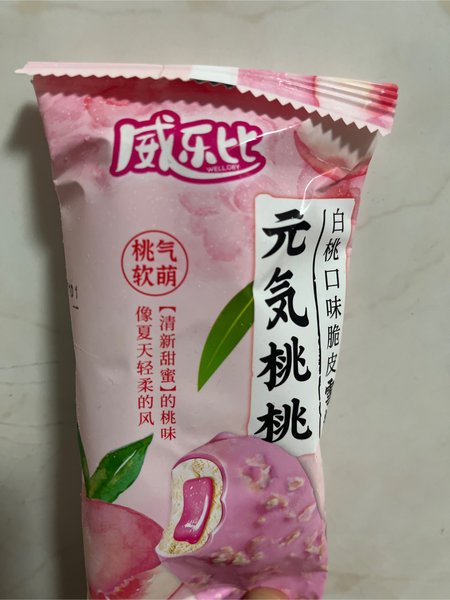 威乐比
WELLOBY
元气桃桃
白桃口味脆皮雪
桃气
软萌
【清新甜蜜】的桃味
像夏天轻柔的风